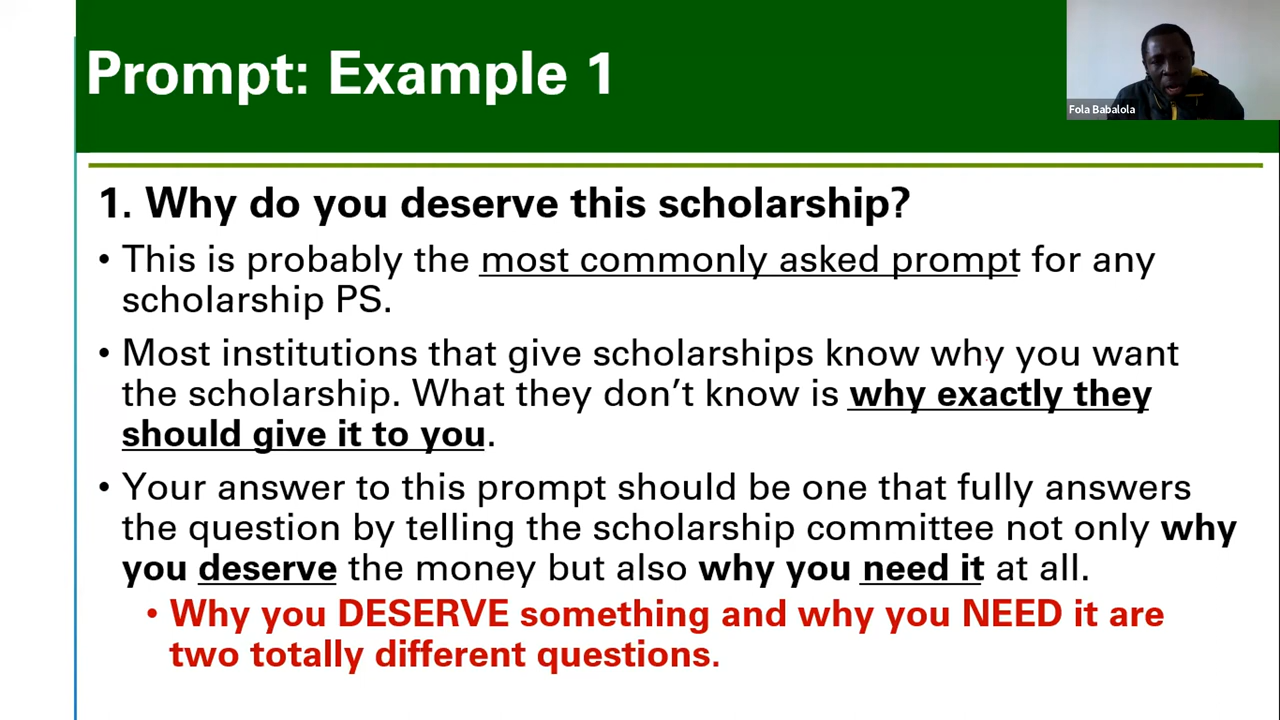 Prompt: Example 1
Fola Babalola
1. Why do you deserve this scholarship?
• This is probably the most commonly asked prompt for any
scholarship PS.
• Most institutions that give scholarships know why you want
the scholarship. What they don’t know is why exactly they
should give it to you.
• Your answer to this prompt should be one that fully answers
the question by telling the scholarship committee not only why
you deserve the money but also why you need it at all.
• Why you DESERVE something and why you NEED it are
two totally different questions.